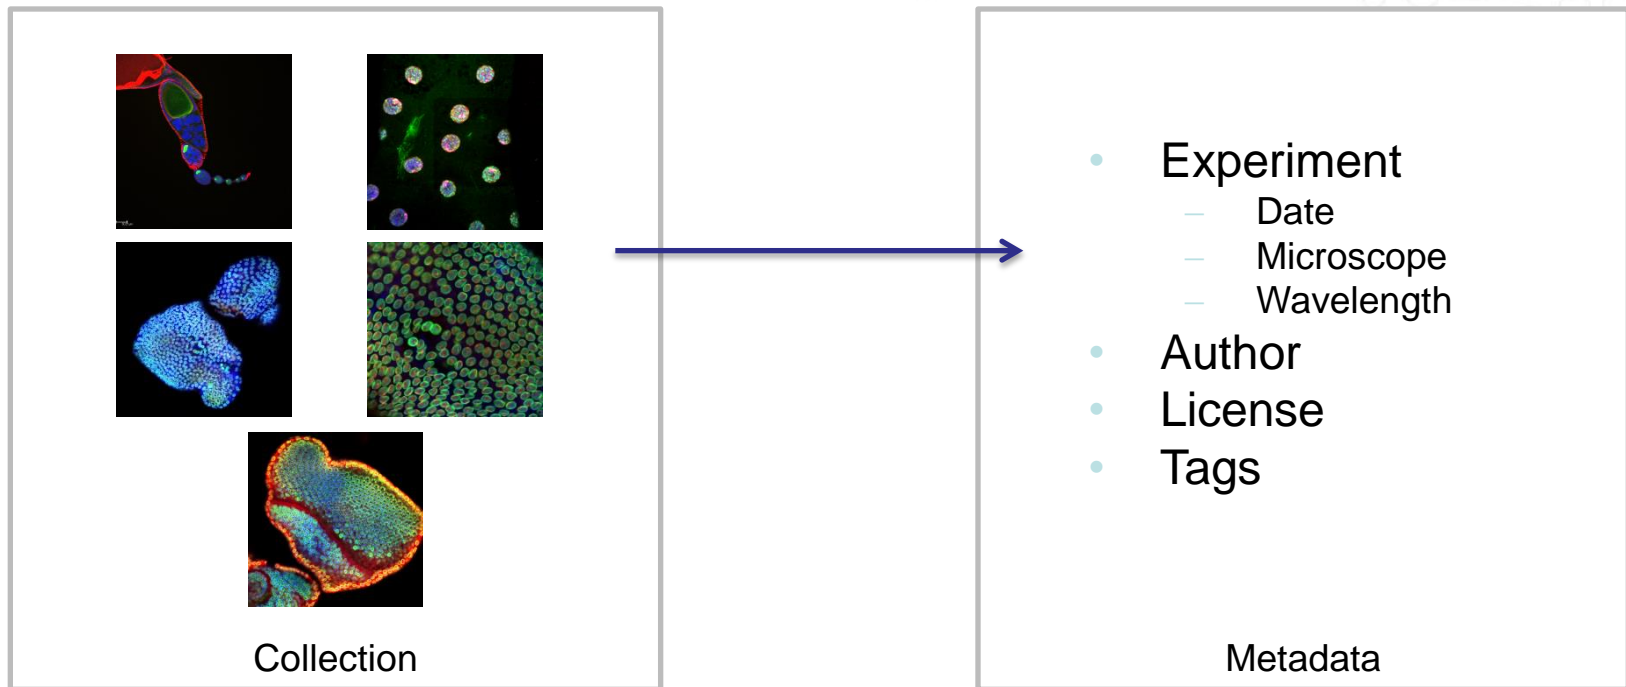 Experiment
Date
Microscope
Wavelength
Author
License
Tags
Collection
Metadata